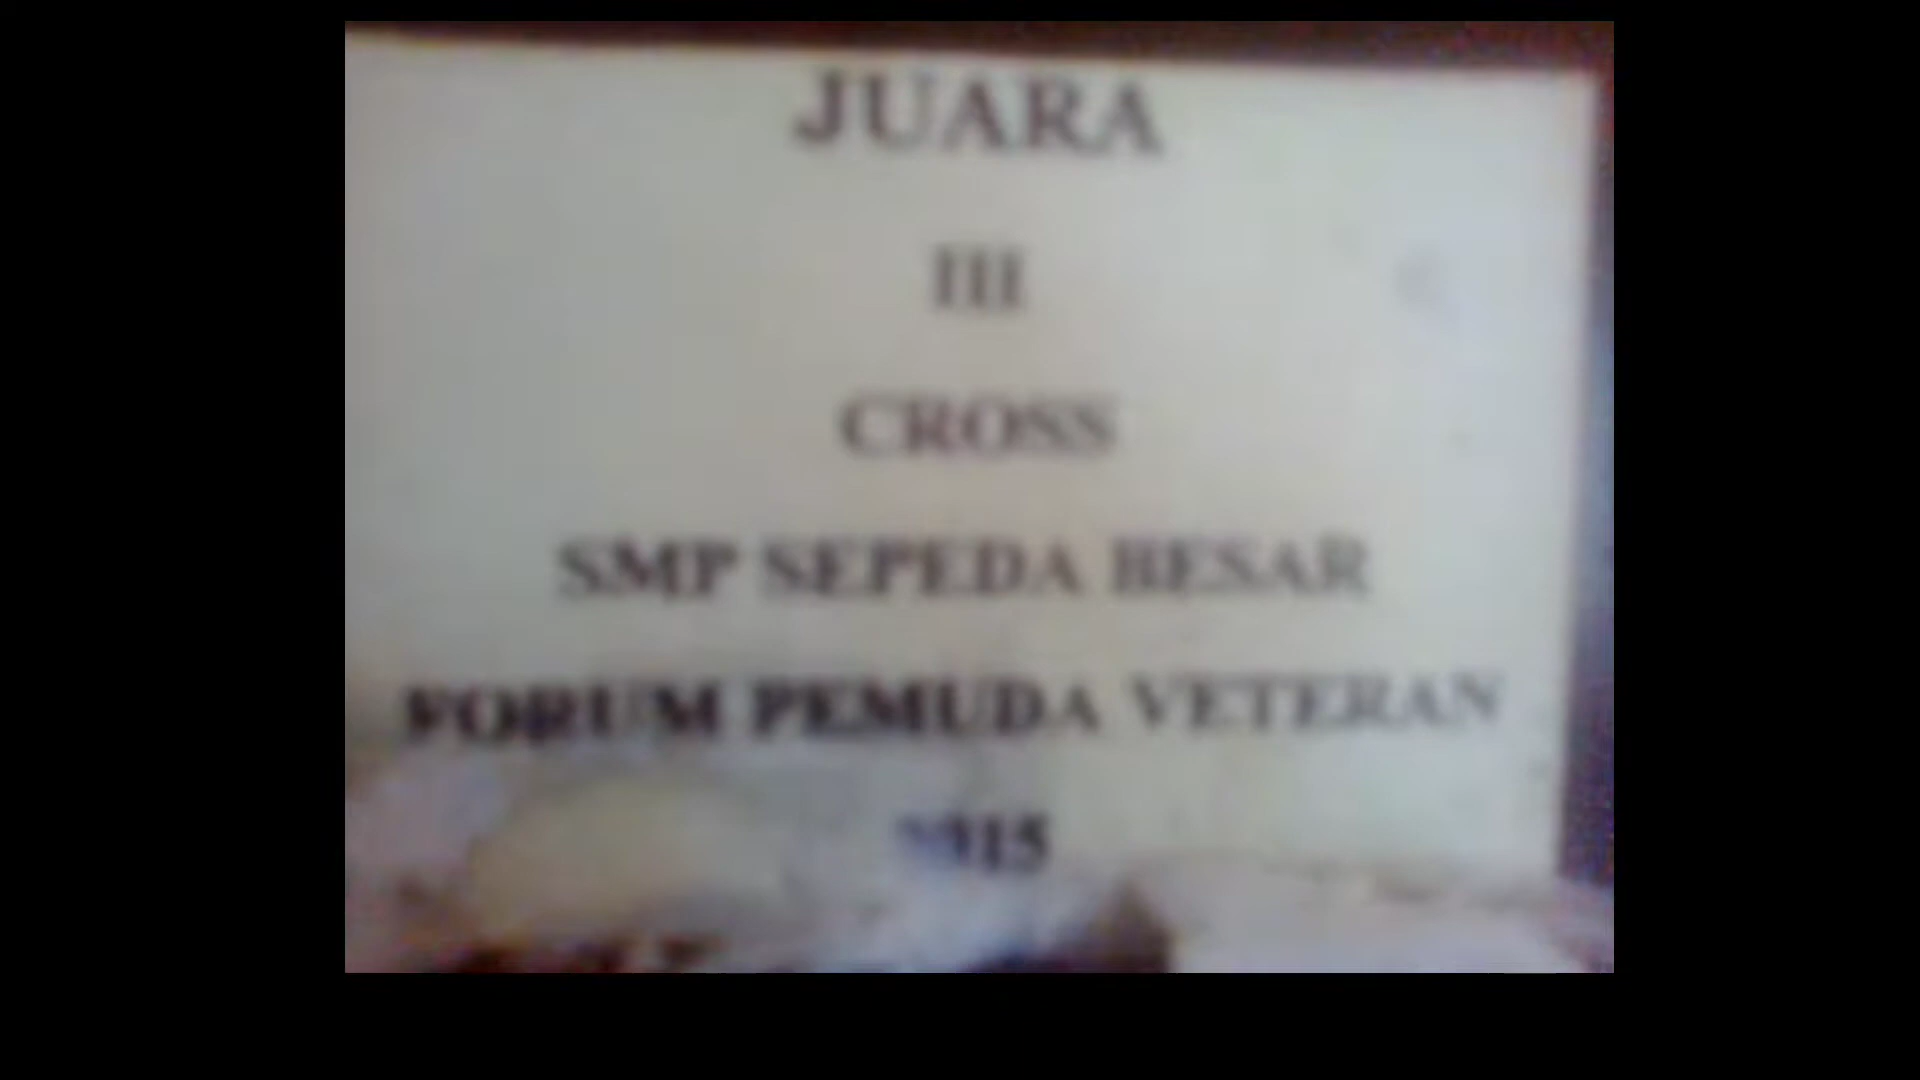 JUARA
III
CROSS
SMP SEPEDA BESAR
FORUM PEMUDA VETERAN